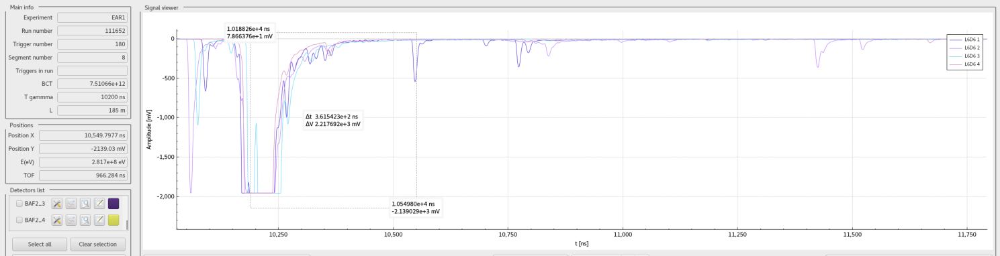 Main info
Experiment EAR1
Run number 111652
Trigger number 180
Segment number 8
Triggers in run
BCT 7.51066e+12
T gammma 10200 ns
L 185 m
Positions
Position X 10,549.7977 ns
Position Y -2139.03 mV
E(eV) 2.817e+8 eV
TOF 966.284 ns
Detectors list
BAF2_3
BAF2_4
Select all Clear selection
Signal viewer
1.018826e+4 ns
7.866376e+1 mV
L6D6 1
L6D6 2
L6D6 3
L6D6 4
Δt 3.615423e+2 ns
ΔV 2.217692e+3 mV
1.054980e+4 ns
-2.139029e+3 mV
Amplitude [mV]
0
-500
-1,000
-1,500
-2,000
10,250 10,500 10,750 11,000 11,250 11,500 11,750
t [ns]